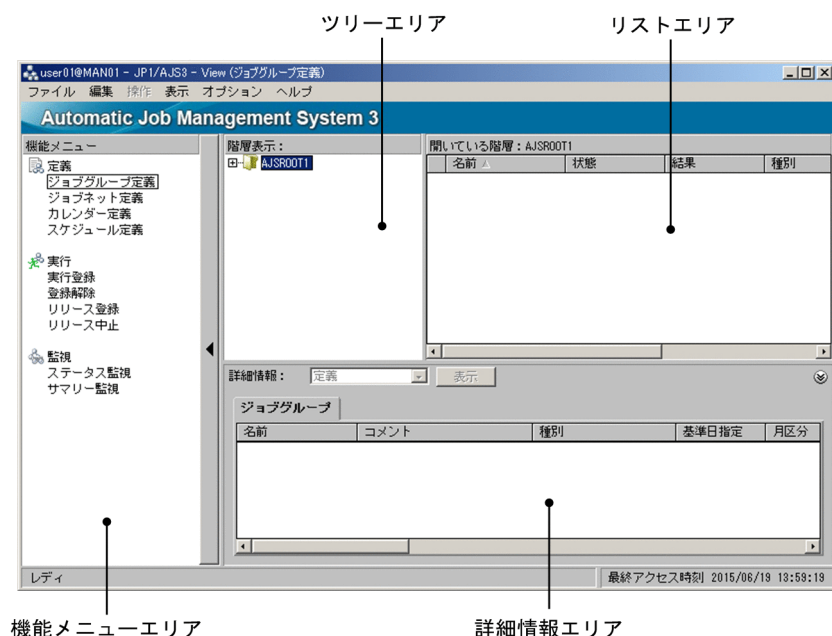 ツリーエリア
リストエリア
user01@MAN01 - JP1/AJS3 - View (ジョブグループ定義)
ファイル 編集 操作 表示 オプション ヘルプ
Automatic Job Management System 3
機能メニュー
定義
ジョブグループ定義
ジョブネット定義
カレンダー定義
スケジュール定義
実行
実行登録
登録解除
リリース登録
リリース中止
監視
ステータス監視
サマリー監視
階層表示:
AJSROOT1
開いている階層:AJSROOT1
名前 状態 結果 種別
詳細情報: 定義 表示
ジョブグループ
名前 コメント 種別 基準日指定 月区分
レディ
最終アクセス時刻 2015/06/19 13:59:19
機能メニューエリア
詳細情報エリア